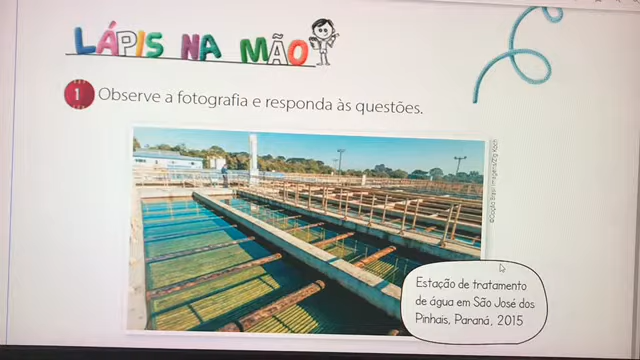 LÁPIS NA MÃO
1 Observe a fotografia e responda às questões.
Estação de tratamento
de água em São José dos
Pinhais, Paraná, 2015